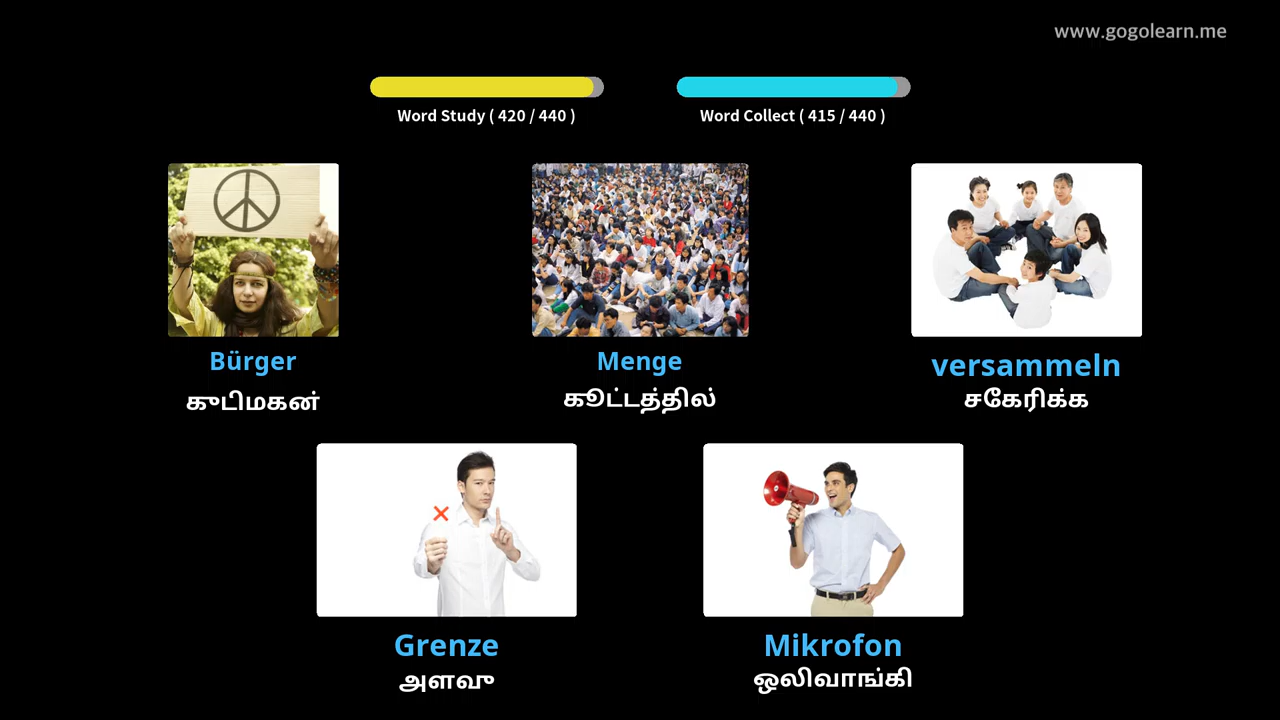 www.gogolearn.me
Word Study ( 420 / 440 )
Word Collect ( 415 / 440 )
Bürger
குடிமகன்
Menge
கூட்டத்தில்
versammeln
சகேரிக்க
Grenze
அளவு
Mikrofon
ஒலிவாங்கி